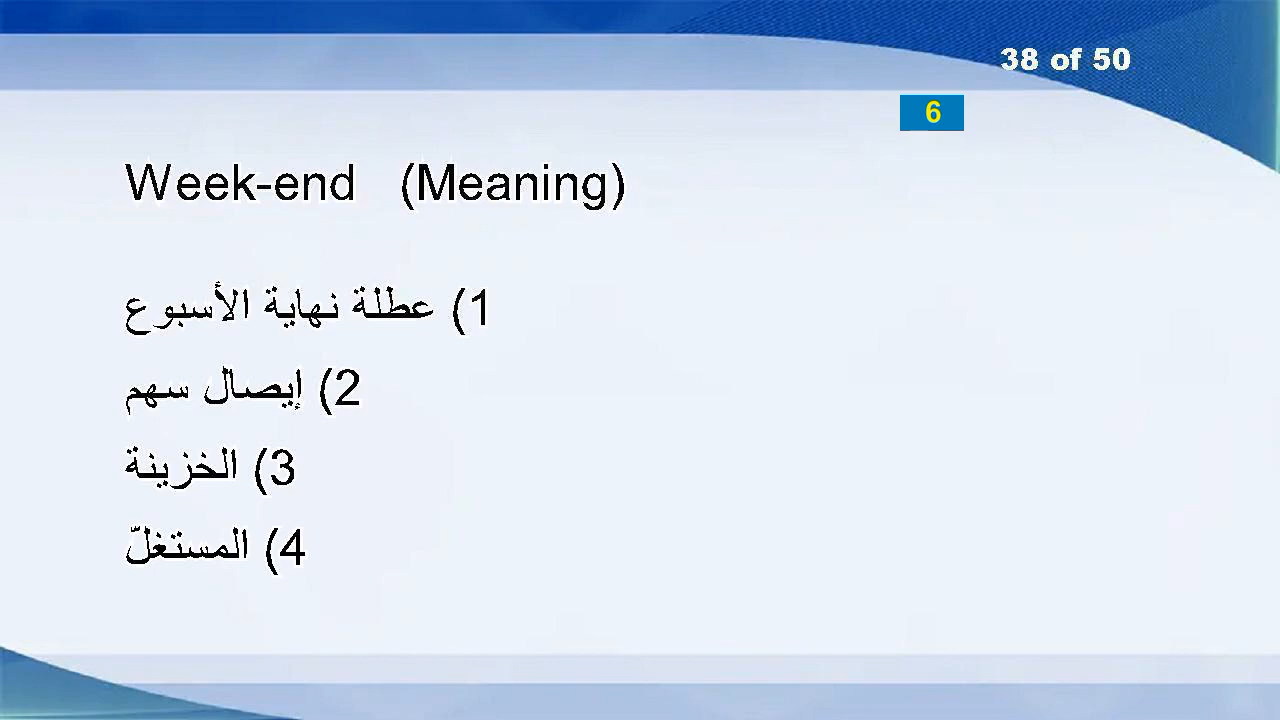 38 of 50
6
Week-end (Meaning)
1) عطلة نهاية الأسبوع
2) إيصال سهم
3) الخزينة
4) المستغلّ